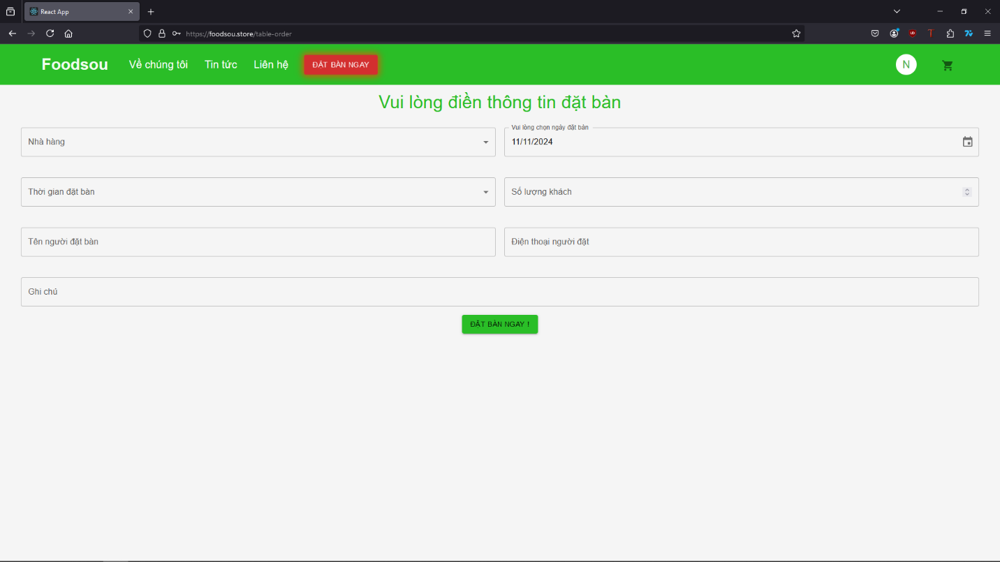 React App
https://foodsou.store/table-order
Foodsou Về chúng tôi Tin tức Liên hệ ĐẶT BÀN NGAY N
Vui lòng điền thông tin đặt bàn
Vui lòng chọn ngày đặt bàn
Nhà hàng 11/11/2024
Thời gian đặt bàn Số lượng khách
Tên người đặt bàn Điện thoại người đặt
Ghi chú
ĐẶT BÀN NGAY !